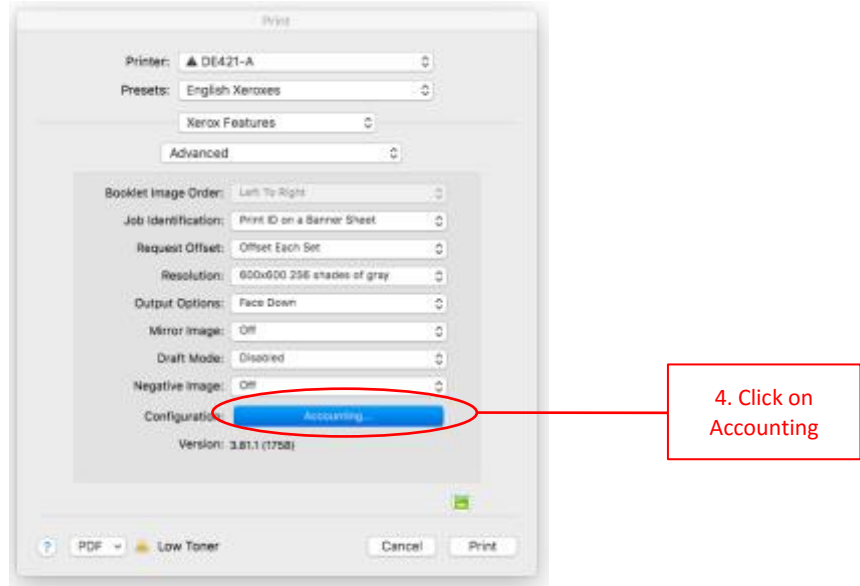 Print
Printer: DE421-A
Presets: English Xeroxes
Xerox Features
Advanced
Booklet Image Order: Left To Right
Job Identification: Print ID on a Banner Sheet
Request Offset: Offset Each Set
Resolution: 600x600 256 shades of gray
Output Options: Face Down
Mirror Image: Off
Draft Mode: Disabled
Negative Image: Off
Configuration: Accounting...
Version: 3.81.1 (1758)
4. Click on
Accounting
? PDF Low Toner Cancel Print